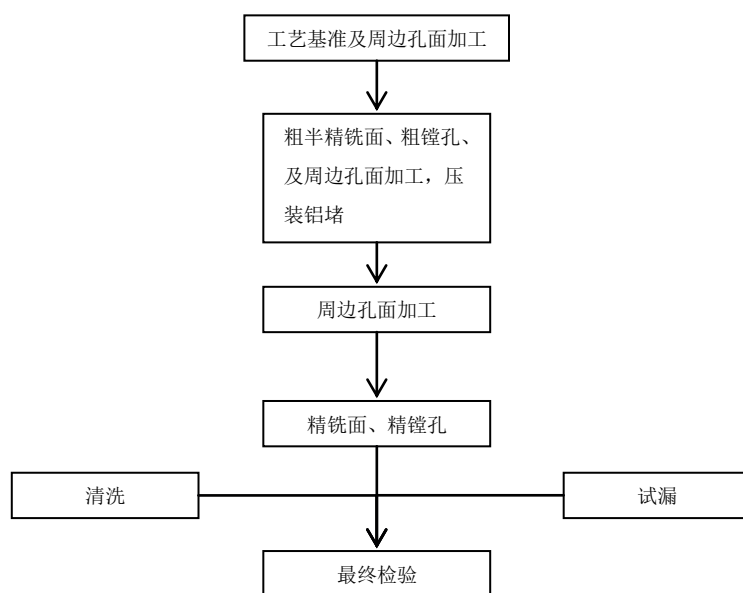 工艺基准及周边孔面加工
粗半精铣面、粗镗孔、
及周边孔面加工，压
装铝堵
周边孔面加工
精铣面、精镗孔
清洗
试漏
最终检验